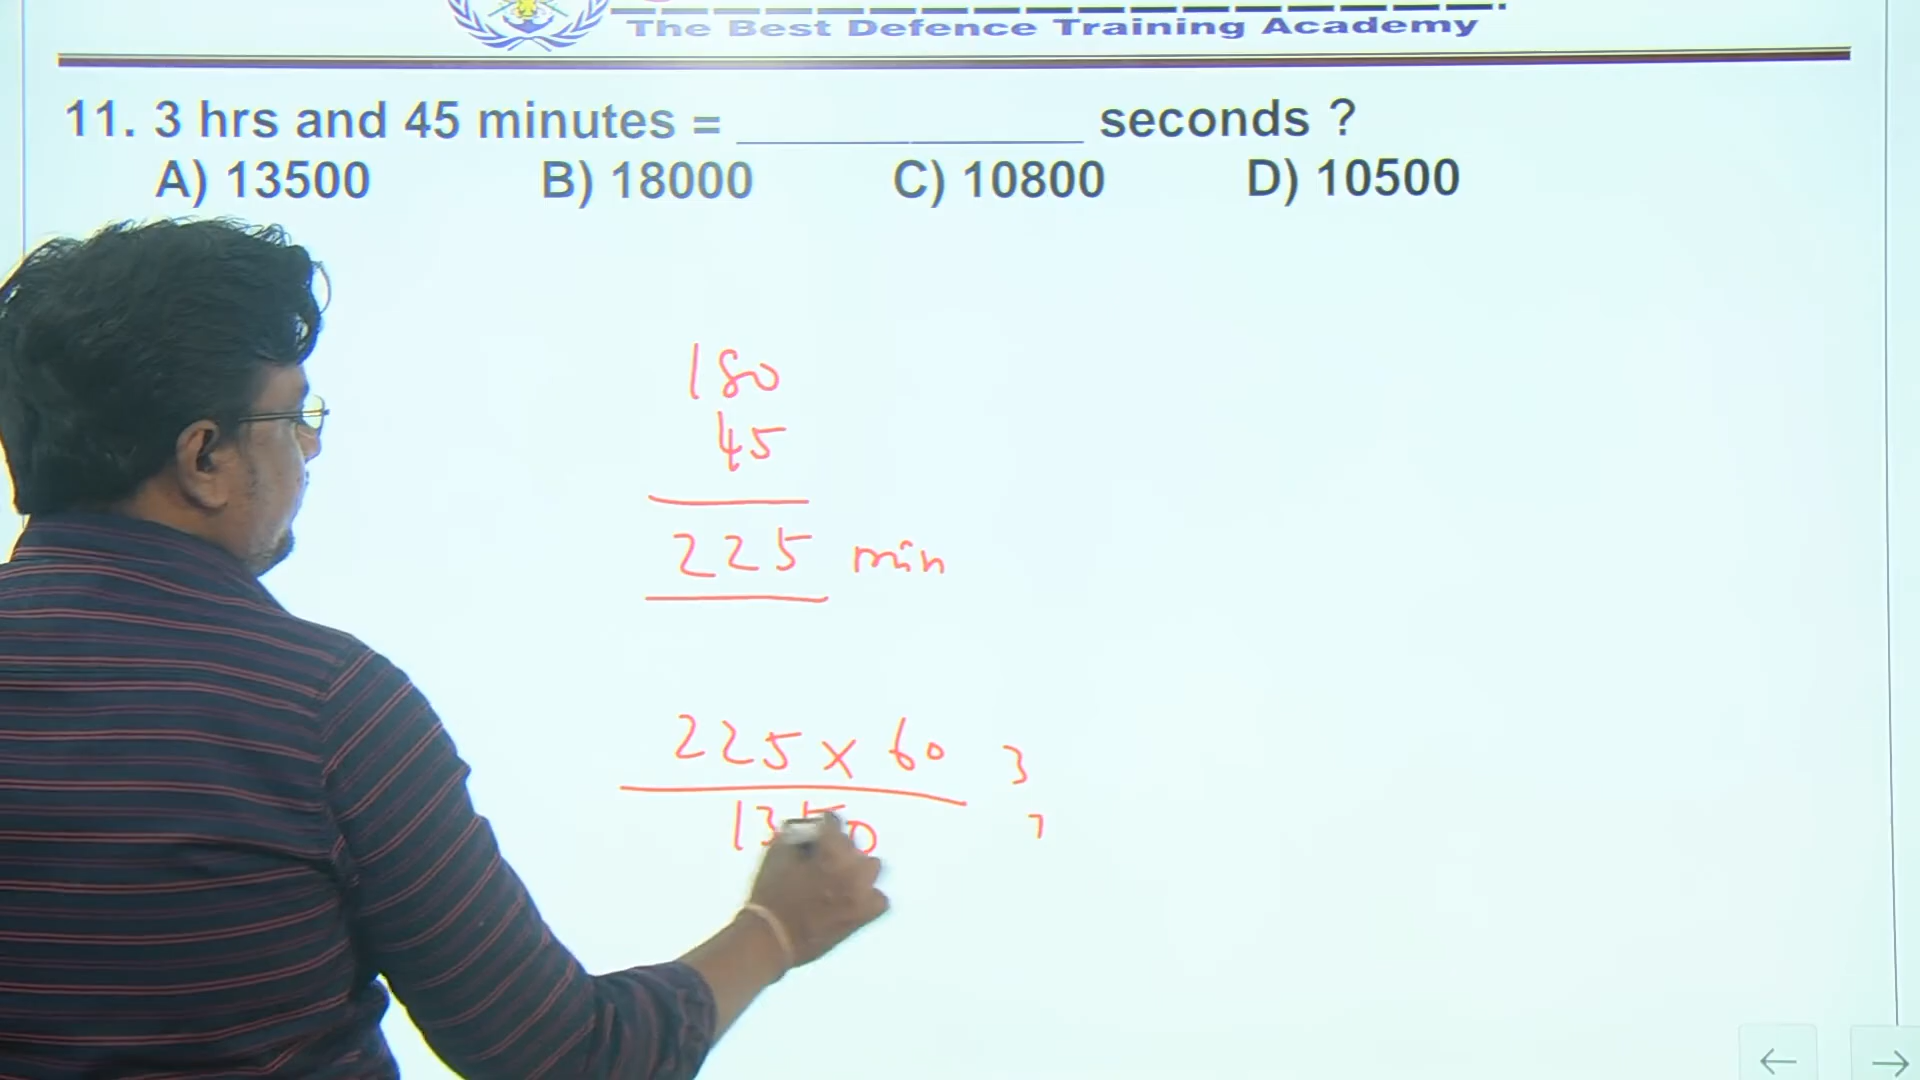 The Best Defence Training Academy
11. 3 hrs and 45 minutes = ____________ seconds ?
A) 13500 B) 18000 C) 10800 D) 10500
180
45
225 min
225 x 60 3
1350